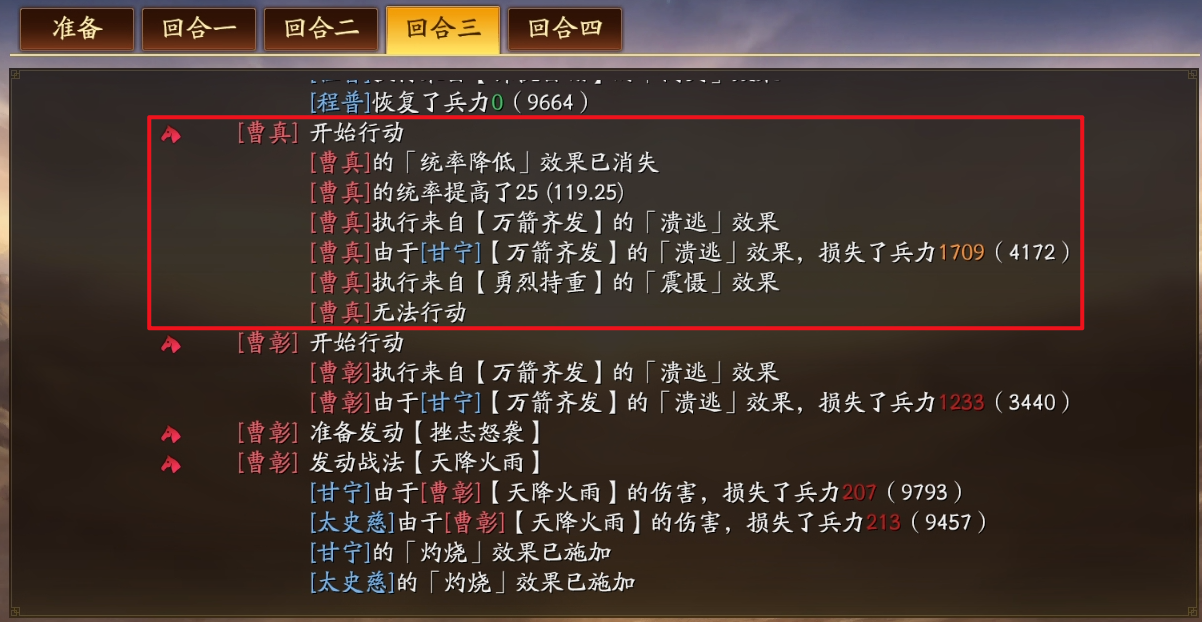 准备 回合一 回合二 回合三 回合四
[程普]恢复了兵力0（9664）
[曹真] 开始行动
[曹真]的「统率降低」效果已消失
[曹真]的统率提高了25 (119.25)
[曹真]执行来自【万箭齐发】的「溃逃」效果
[曹真]由于[甘宁]【万箭齐发】的「溃逃」效果，损失了兵力1709（4172）
[曹真]执行来自【勇烈持重】的「震慑」效果
[曹真]无法行动
[曹彰] 开始行动
[曹彰]执行来自【万箭齐发】的「溃逃」效果
[曹彰]由于[甘宁]【万箭齐发】的「溃逃」效果，损失了兵力1233（3440）
[曹彰] 准备发动【挫志怒袭】
[曹彰] 发动战法【天降火雨】
[甘宁]由于[曹彰]【天降火雨】的伤害，损失了兵力207（9793）
[太史慈]由于[曹彰]【天降火雨】的伤害，损失了兵力213（9457）
[甘宁]的「灼烧」效果已施加
[太史慈]的「灼烧」效果已施加